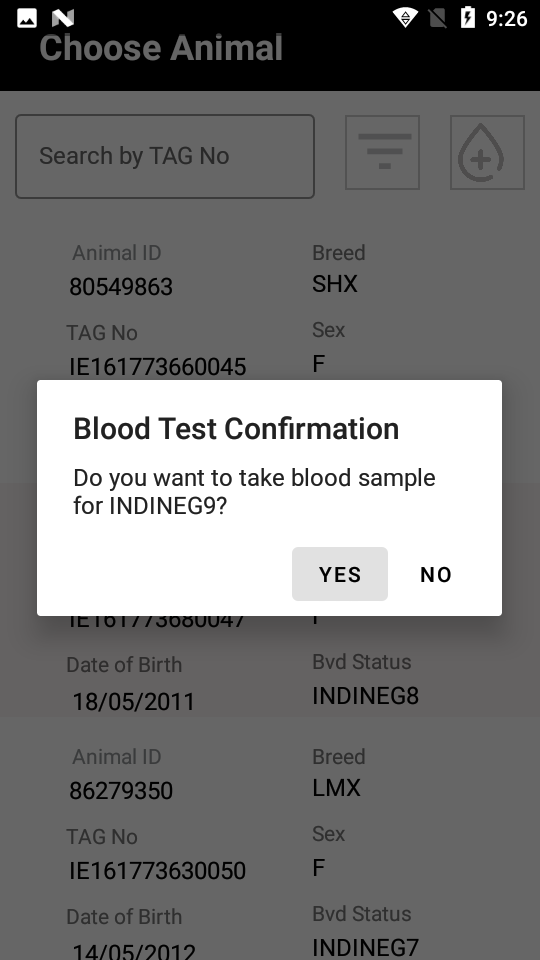 9:26
Choose Animal
Search by TAG No
Animal ID
Breed
80549863
SHX
TAG No
Sex
IE161773660045
F
Blood Test Confirmation
Do you want to take blood sample
for INDINEG9?
YES
NO
IE161773680047
F
Date of Birth
Bvd Status
18/05/2011
INDINEG8
Animal ID
Breed
86279350
LMX
TAG No
Sex
IE161773630050
F
Date of Birth
Bvd Status
14/05/2012
INDINEG7